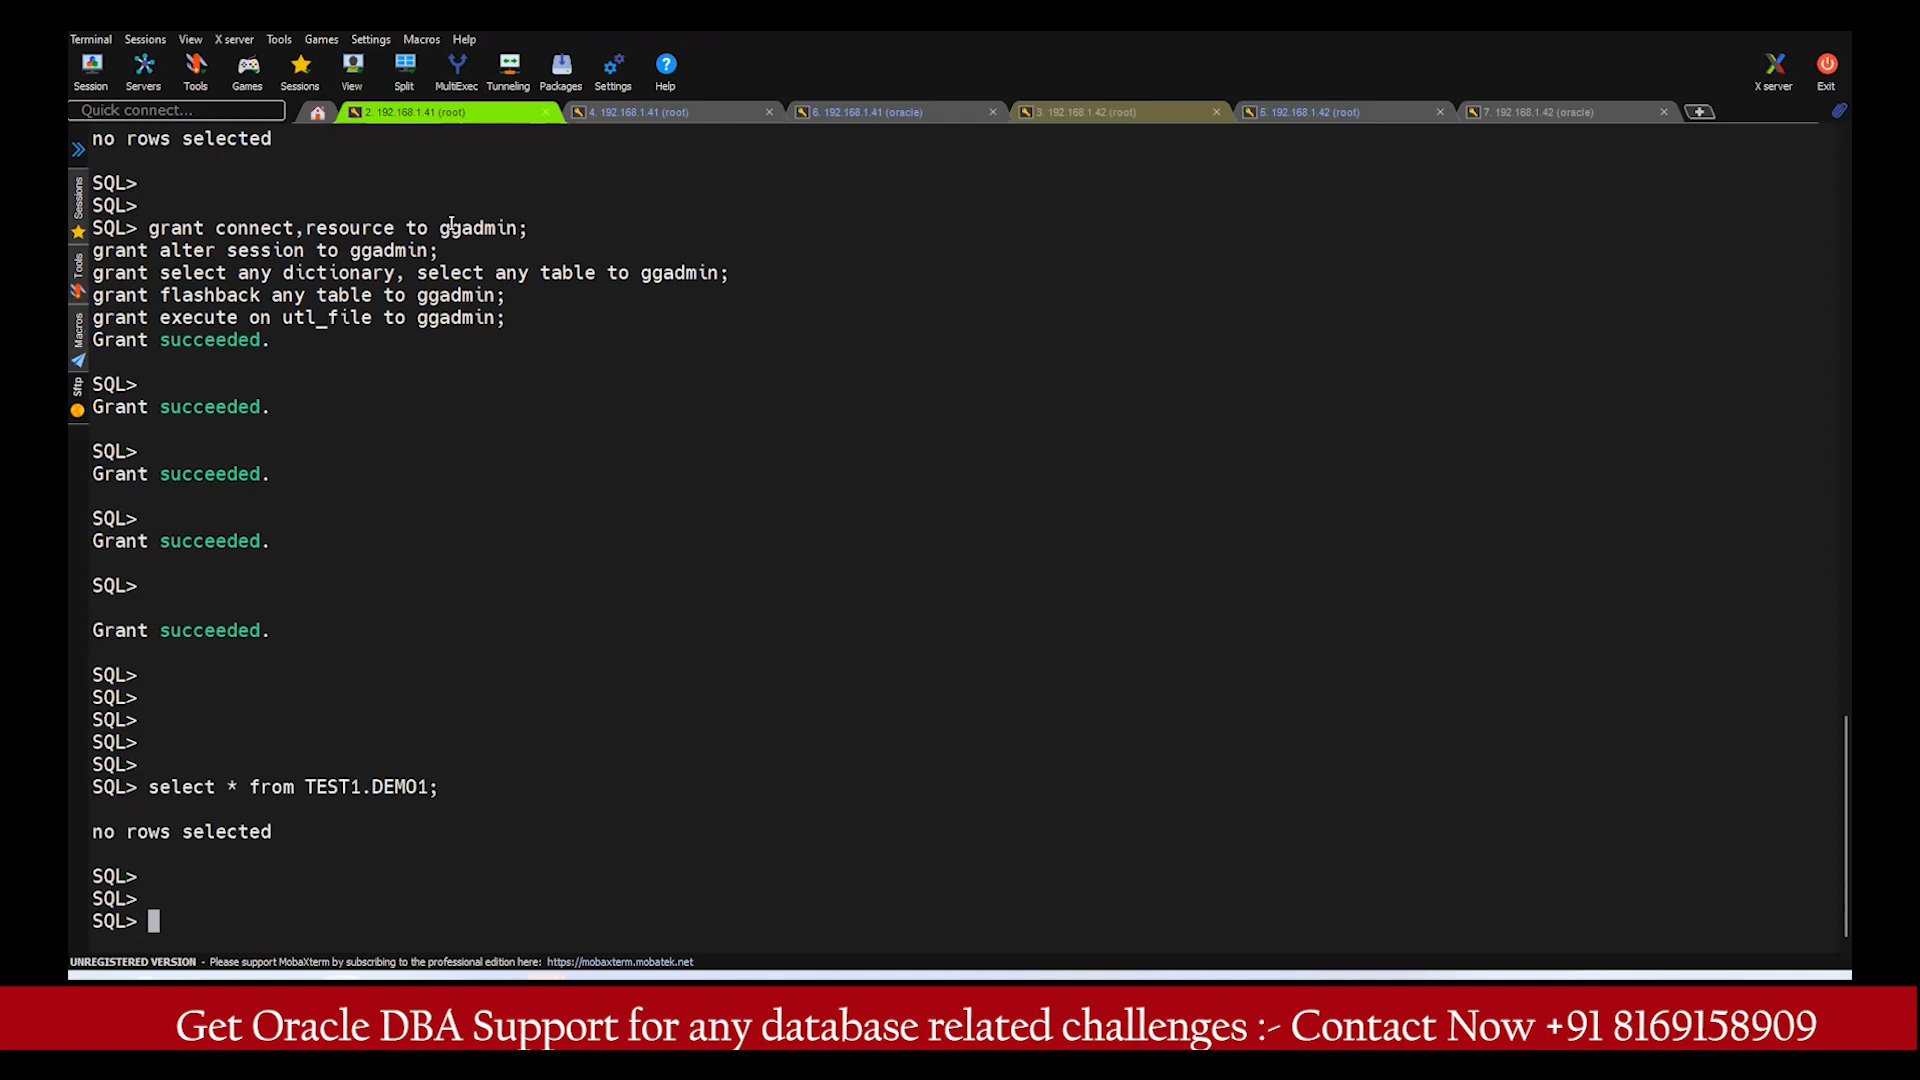 Terminal Sessions View X server Tools Games Settings Macros Help
Session Servers Tools Games Sessions View Split MultiExec Tunneling Packages Settings Help X server Exit
Quick connect... 2. 192.168.1.41 (root) 4. 192.168.1.41 (root) 6. 192.168.1.41 (oracle) 3. 192.168.1.42 (root) 5. 192.168.1.42 (root) 7. 192.168.1.42 (oracle)
Sessions
Tools
Macros
Sftp
no rows selected
SQL>
SQL>
SQL> grant connect,resource to ggadmin;
grant alter session to ggadmin;
grant select any dictionary, select any table to ggadmin;
grant flashback any table to ggadmin;
grant execute on utl_file to ggadmin;
Grant succeeded.
SQL>
Grant succeeded.
SQL>
Grant succeeded.
SQL>
Grant succeeded.
SQL>
Grant succeeded.
SQL>
SQL>
SQL>
SQL>
SQL>
SQL> select * from TEST1.DEMO1;
no rows selected
SQL>
SQL>
SQL>
UNREGISTERED VERSION - Please support MobaXterm by subscribing to the professional edition here: https://mobaxterm.mobatek.net
Get Oracle DBA Support for any database related challenges :- Contact Now +91 8169158909